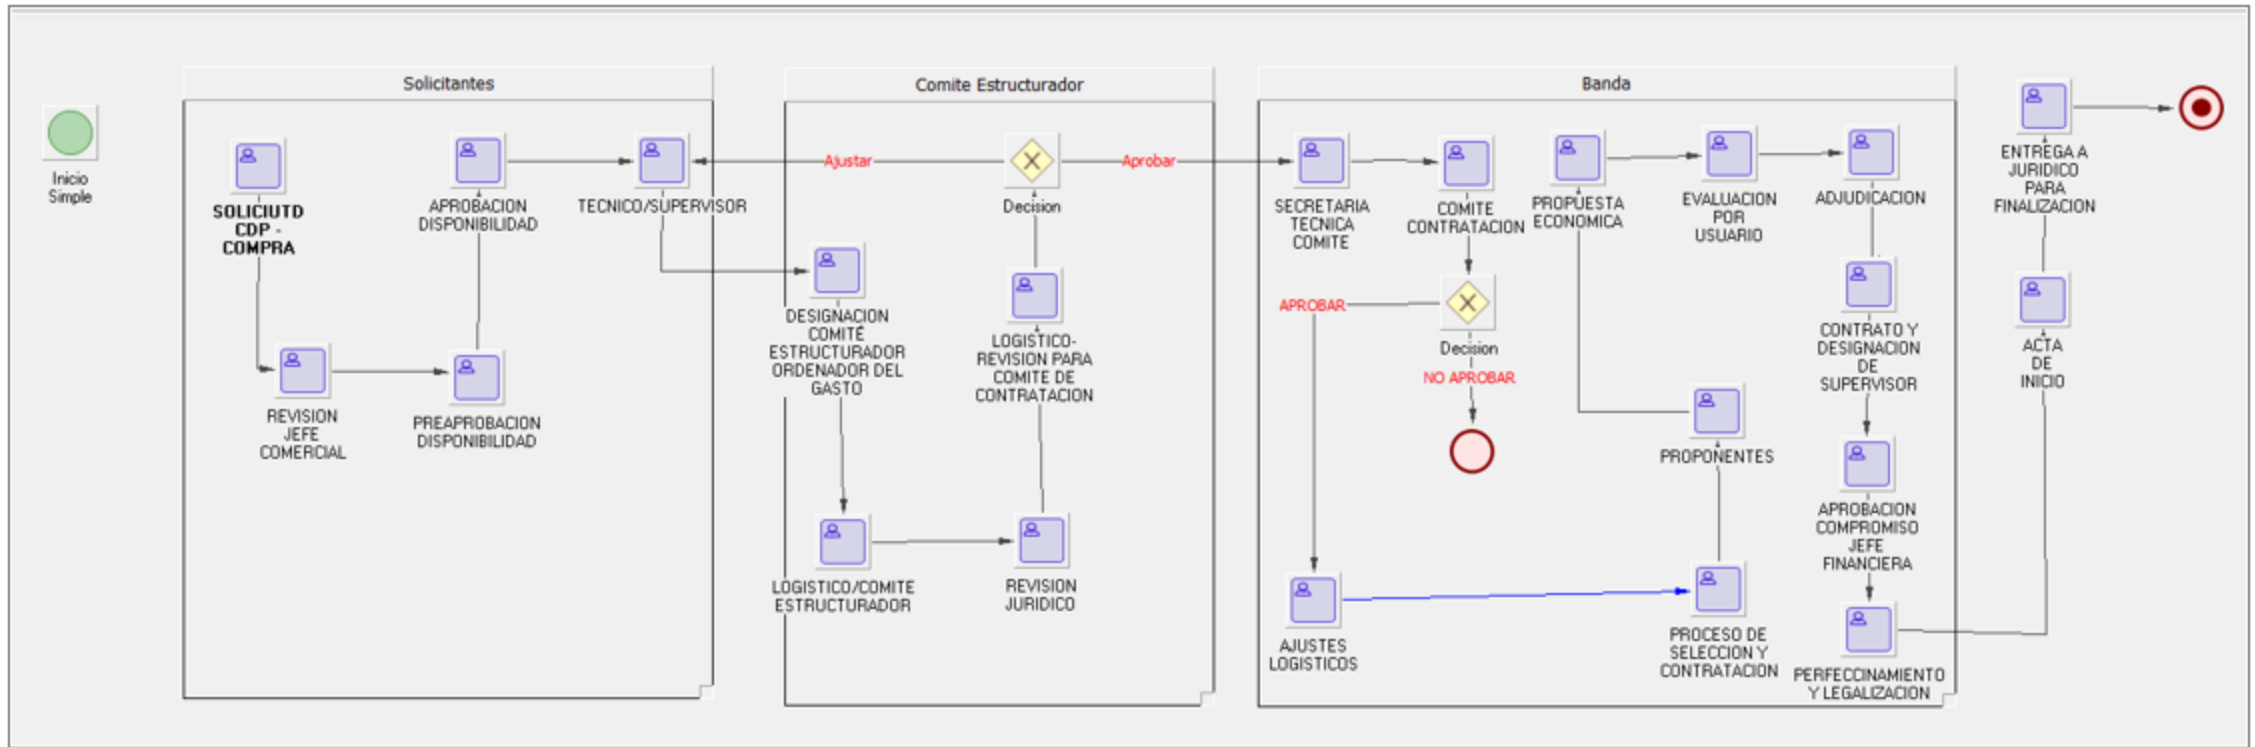 Solicitantes
Comite Estructurador
Banda
Inicio
Simple
SOLICIUTD
CDP -
COMPRA
REVISION
JEFE
COMERCIAL
APROBACION
DISPONIBILIDAD
PREAPROBACION
DISPONIBILIDAD
TECNICO/SUPERVISOR
Ajustar
Decision
Aprobar
DESIGNACION
COMITÉ
ESTRUCTURADOR
ORDENADOR DEL
GASTO
LOGISTICO-
REVISION PARA
COMITE DE
CONTRATACION
LOGISTICO/COMITE
ESTRUCTURADOR
REVISION
JURIDICO
SECRETARIA
TECNICA
COMITE
COMITE
CONTRATACION
APROBAR
Decision
NO APROBAR
AJUSTES
LOGISTICOS
PROPUESTA
ECONOMICA
EVALUACION
POR
USUARIO
ADJUDICACION
PROPONENTES
PROCESO DE
SELECCION Y
CONTRATACION
CONTRATO Y
DESIGNACION
DE
SUPERVISOR
APROBACION
COMPROMISO
JEFE
FINANCIERA
PERFECCINAMIENTO
Y LEGALIZACION
ENTREGA A
JURIDICO
PARA
FINALIZACION
ACTA
DE
INICIO